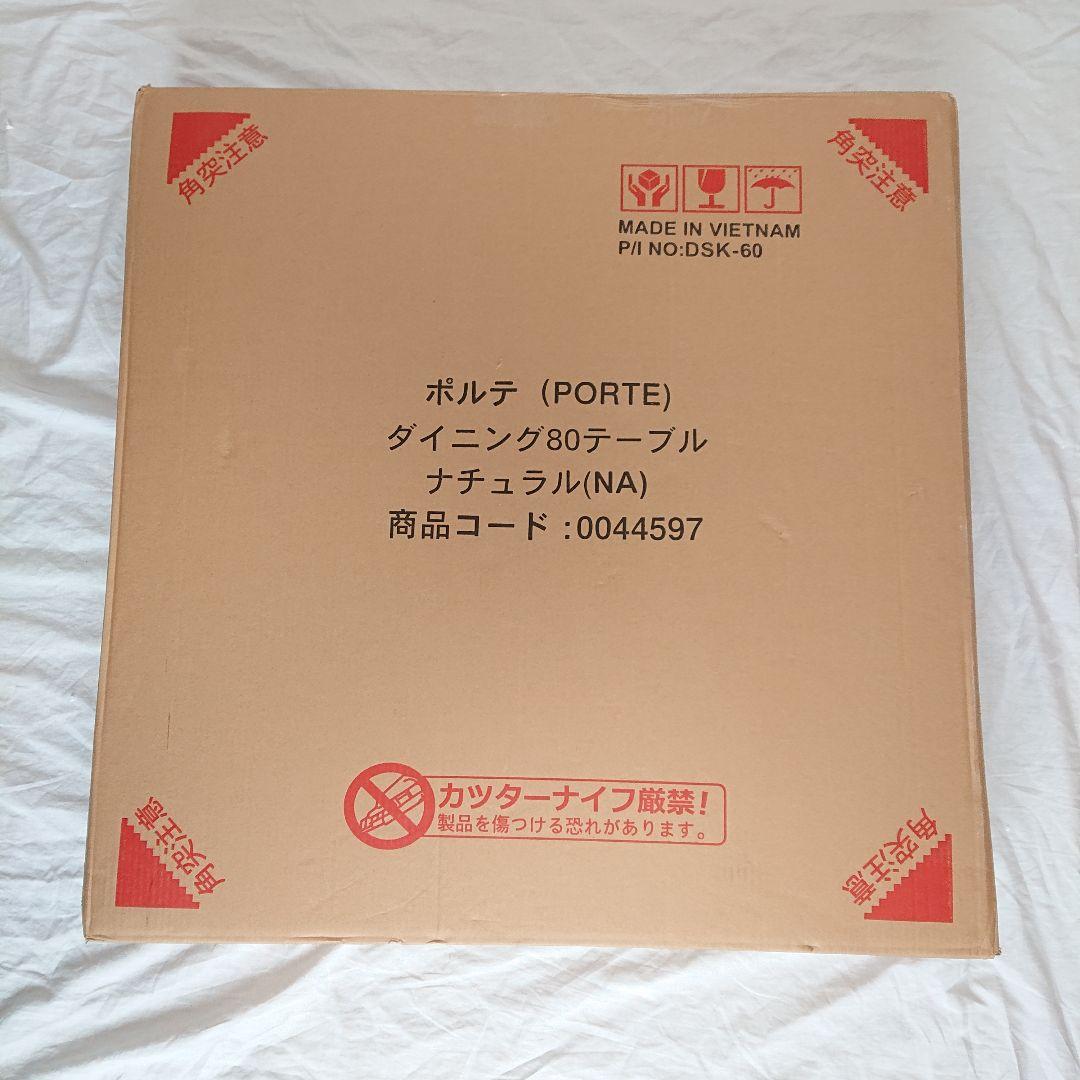 角突注意
角突注意
MADE IN VIETNAM
P/I NO:DSK-60
ポルテ (PORTE)
ダイニング80テーブル
ナチュラル(NA)
商品コード:0044597
カツターナイフ厳禁!
製品を傷つける恐れがあります。
角突注意
角突注意